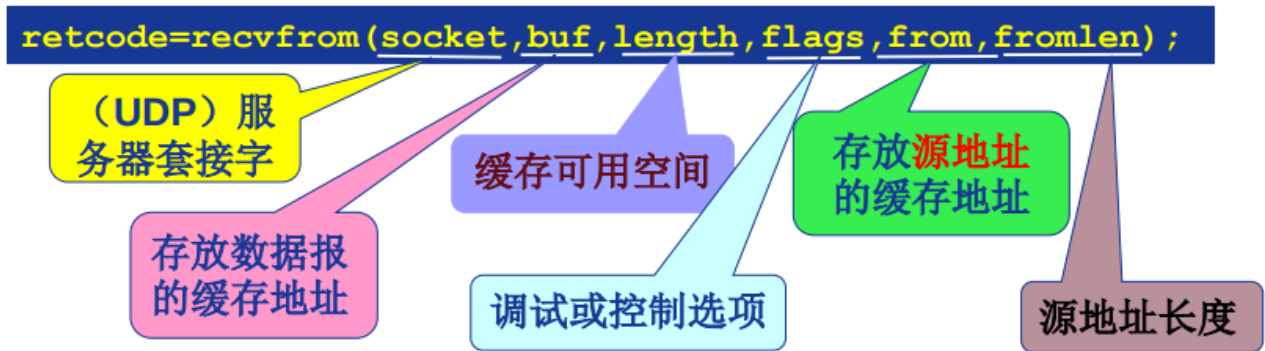 retcode=recvfrom(socket,buf,length,flags,from,fromlen);
（UDP）服
务器套接字
存放数据报
的缓存地址
缓存可用空间
调试或控制选项
存放源地址
的缓存地址
源地址长度